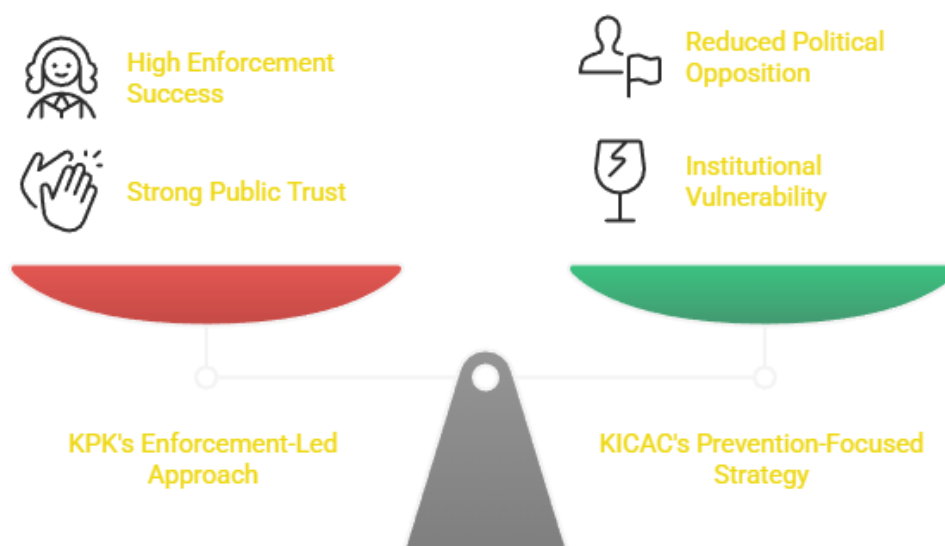 High Enforcement
Success
Strong Public Trust
Reduced Political
Opposition
Institutional
Vulnerability
KPK's Enforcement-Led
Approach
KICAC's Prevention-Focused
Strategy